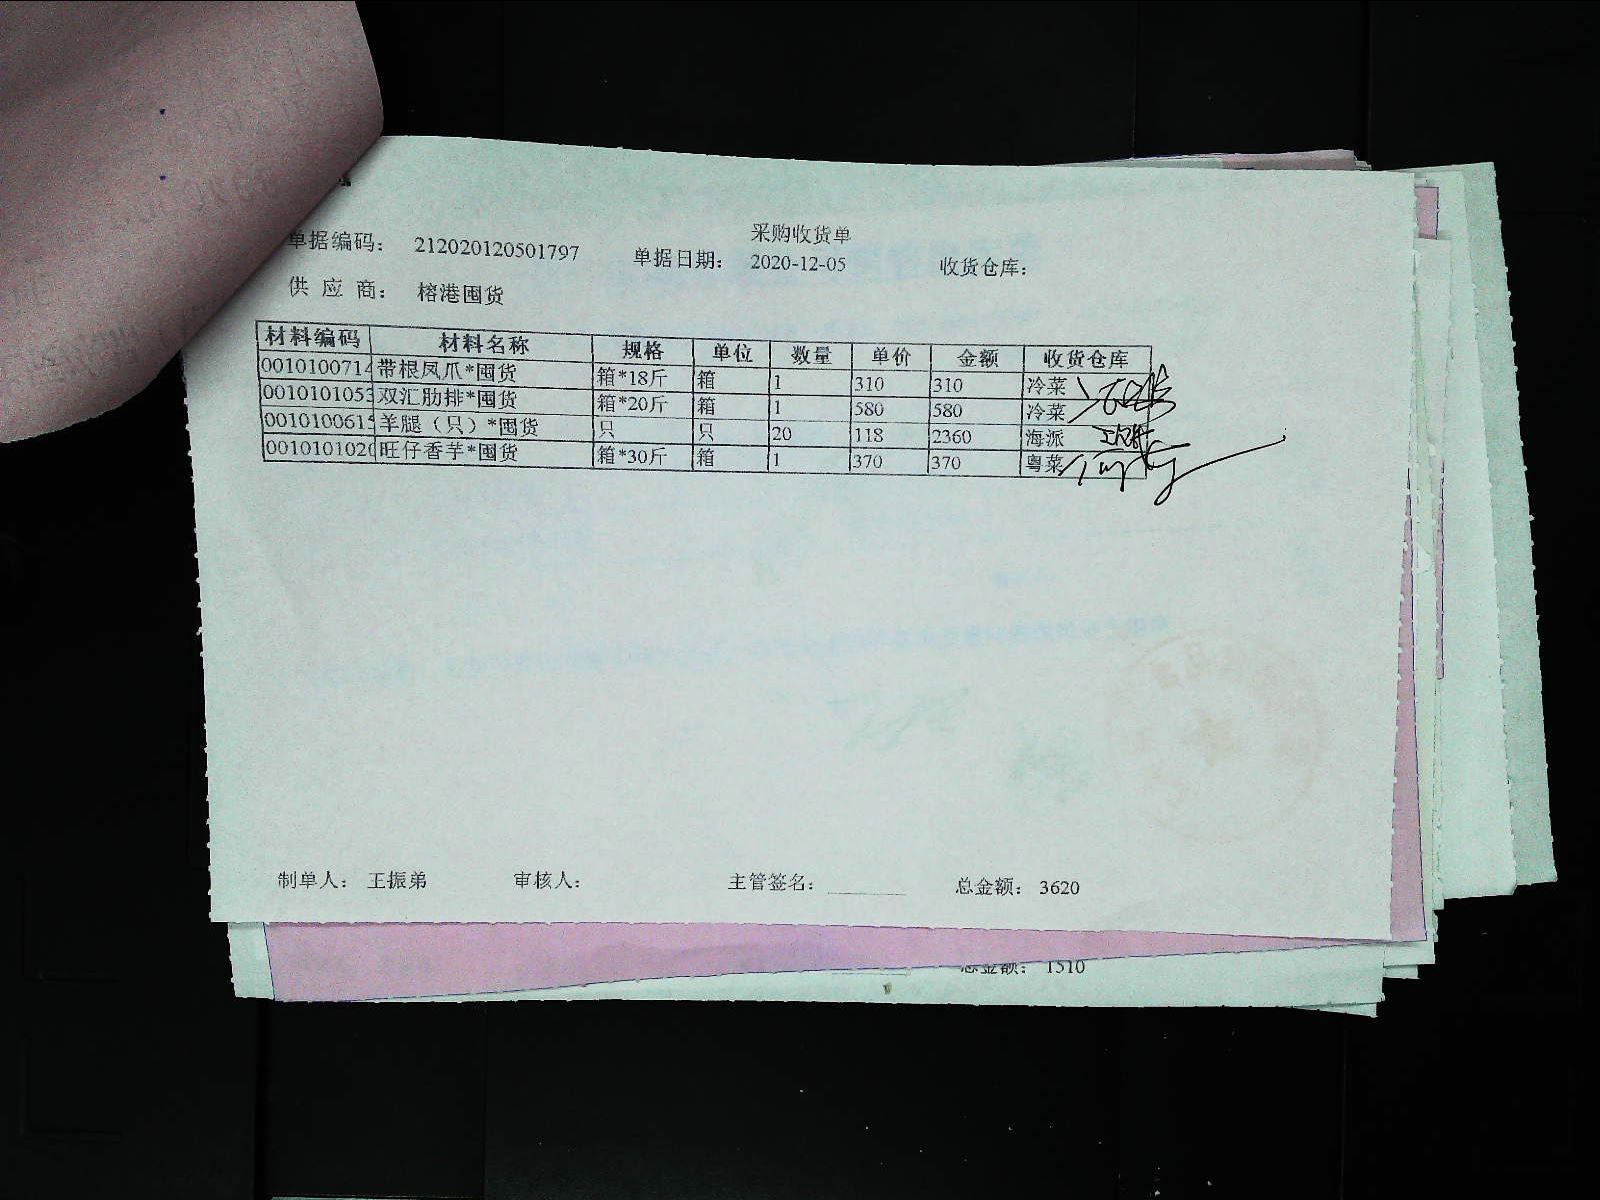 采购收货单
单据编码: 212020120501797 单据日期: 2020-12-05 收货仓库:
供 应 商: 榕港囤货
材料编码 材料名称 规格 单位 数量 单价 金额 收货仓库
0010100714 带根凤爪*囤货 箱*18斤 箱 1 310 310 冷菜
001010105 双汇肋排*囤货 箱*20斤 箱 1 580 580 冷菜
001010061 羊腿（只）*囤货 只 只 20 118 2360 海派
001010102 旺仔香芋*囤货 箱*30斤 箱 1 370 370 粤菜
制单人: 王振弟 审核人: 主管签名: 总金额: 3620
总金额: 1510